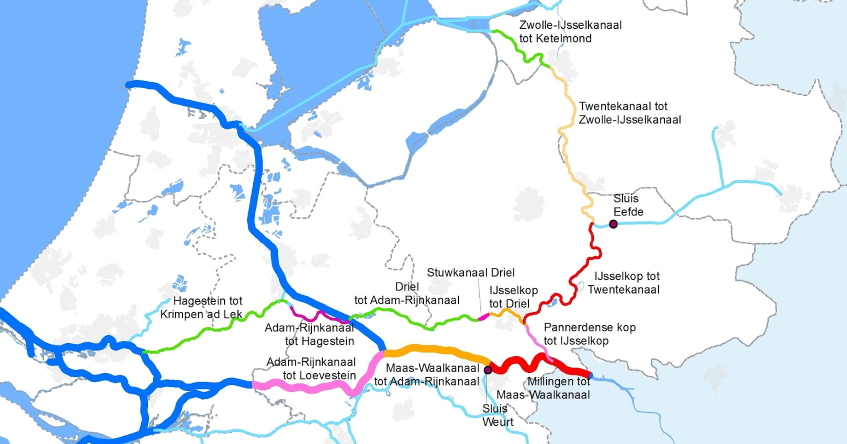 Zwolle-IJsselkanaal
tot Ketelmond
Twentekanaal tot
Zwolle-IJsselkanaal
Sluis
Eefde
Stuwkanaal Driel
IJsselkop tot
Twentekanaal
Driel
tot Adam-Rijnkanaal
IJsselkop
tot Driel
Hagestein tot
Krimpen ad Lek
Adam-Rijnkanaal
tot Hagestein
Pannerdense kop
tot IJsselkop
Adam-Rijnkanaal
tot Loevestein
Maas-Waalkanaal
tot Adam-Rijnkanaal
Millingen tot
Maas-Waalkanaal
Sluis
Weurt